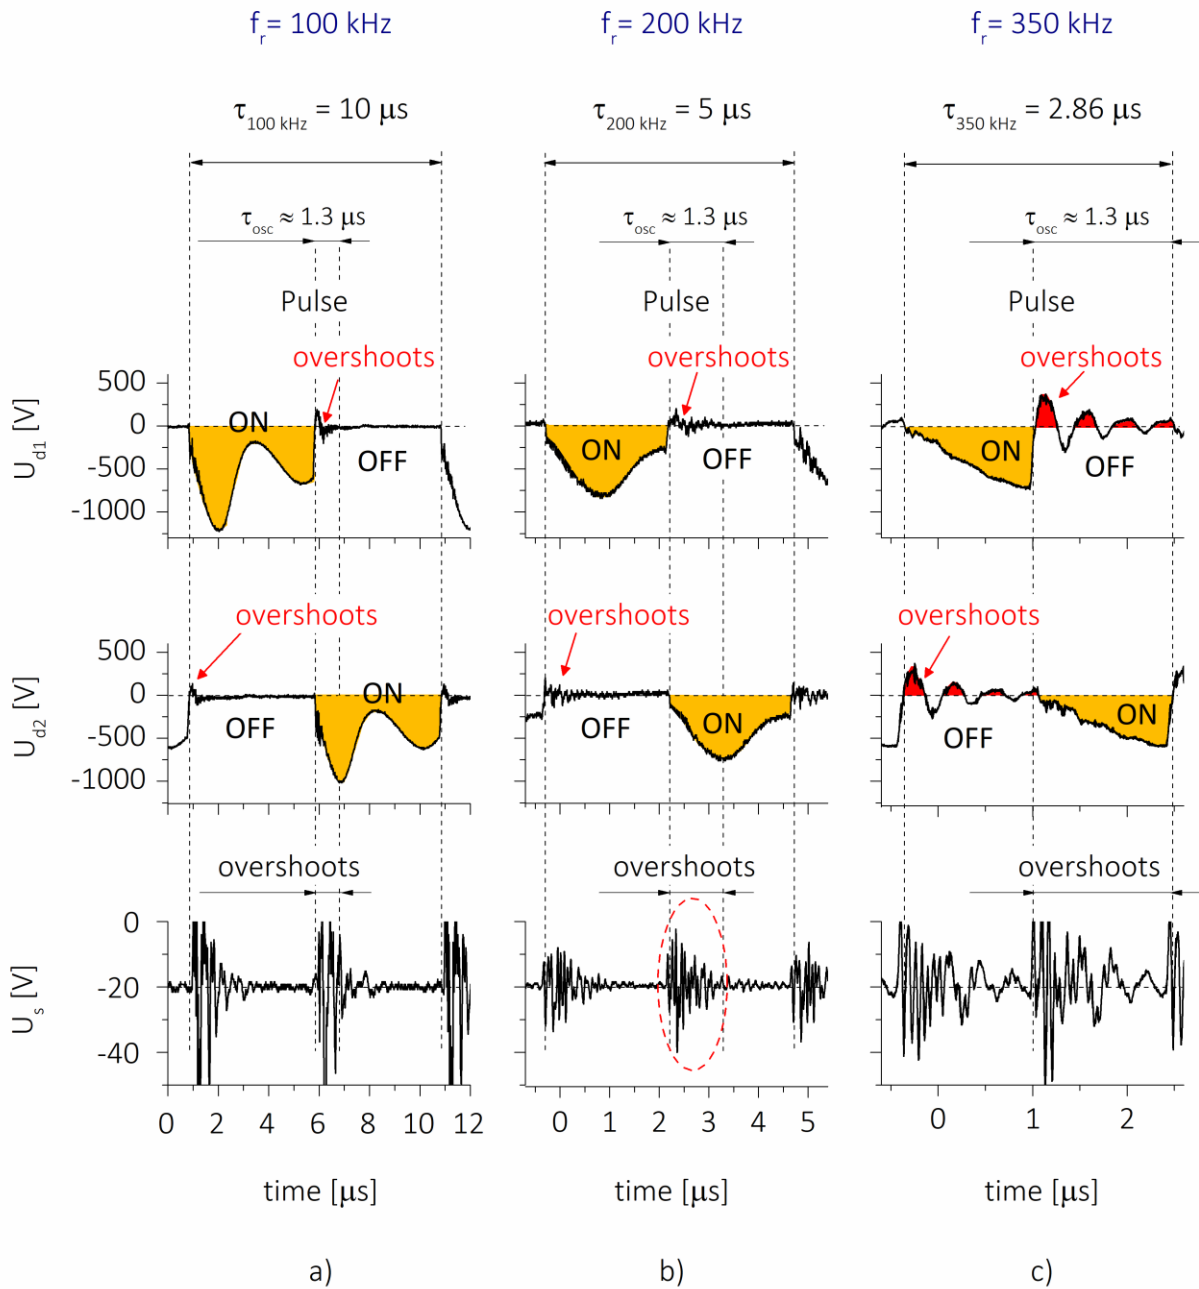 f_r = 100 kHz f_r = 200 kHz f_r = 350 kHz
τ_100 kHz = 10 μs τ_200 kHz = 5 μs τ_350 kHz = 2.86 μs
τ_osc ≈ 1.3 μs τ_osc ≈ 1.3 μs τ_osc ≈ 1.3 μs
Pulse Pulse Pulse
overshoots overshoots overshoots
U_d1 [V]
500
0
-500
-1000
ON OFF ON OFF ON OFF
overshoots overshoots overshoots
U_d2 [V]
500
0
-500
-1000
OFF ON OFF ON OFF ON
overshoots overshoots overshoots
U_s [V]
0
-20
-40
0 2 4 6 8 10 12 0 1 2 3 4 5 0 1 2
time [μs] time [μs] time [μs]
a) b) c)